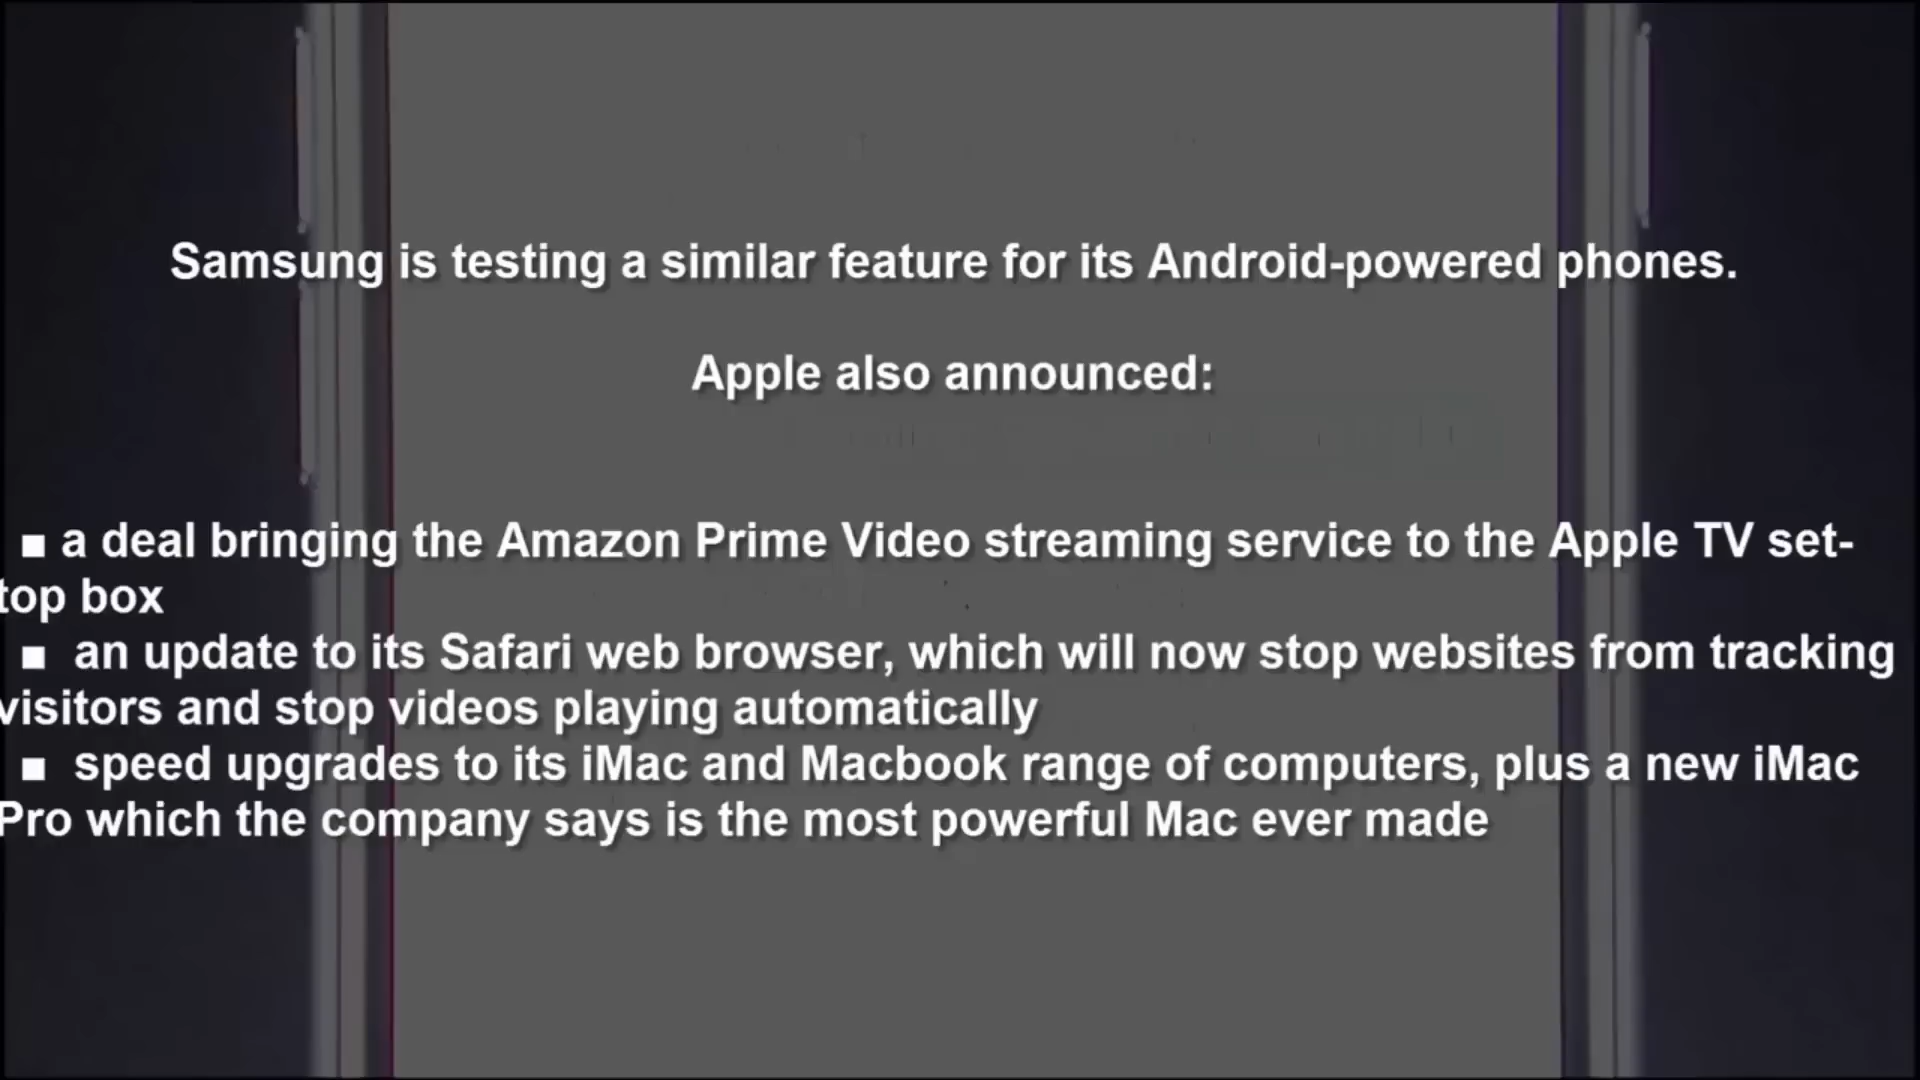 Samsung is testing a similar feature for its Android-powered phones.
Apple also announced:
▪ a deal bringing the Amazon Prime Video streaming service to the Apple TV set-
top box
▪ an update to its Safari web browser, which will now stop websites from tracking
visitors and stop videos playing automatically
▪ speed upgrades to its iMac and Macbook range of computers, plus a new iMac
Pro which the company says is the most powerful Mac ever made